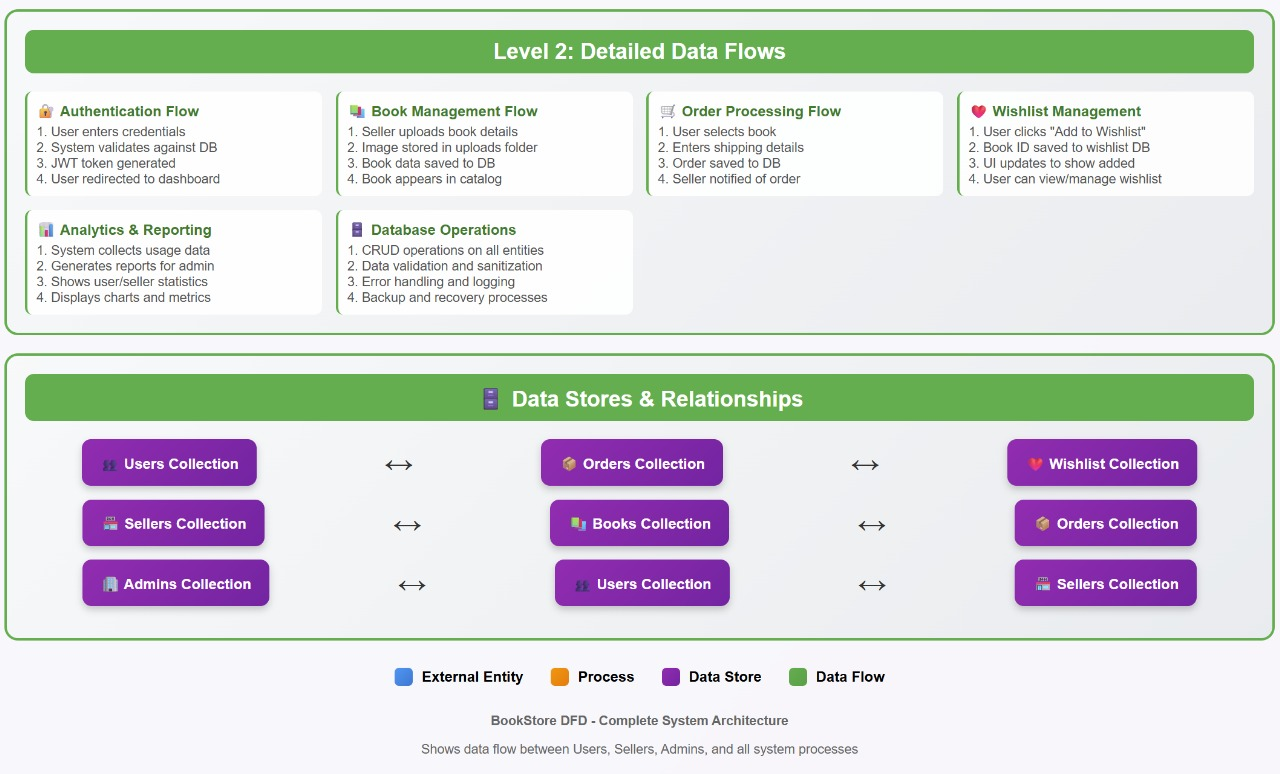 Level 2: Detailed Data Flows
Authentication Flow
1. User enters credentials
2. System validates against DB
3. JWT token generated
4. User redirected to dashboard
Book Management Flow
1. Seller uploads book details
2. Image stored in uploads folder
3. Book data saved to DB
4. Book appears in catalog
Order Processing Flow
1. User selects book
2. Enters shipping details
3. Order saved to DB
4. Seller notified of order
Wishlist Management
1. User clicks "Add to Wishlist"
2. Book ID saved to wishlist DB
3. UI updates to show added
4. User can view/manage wishlist
Analytics & Reporting
1. System collects usage data
2. Generates reports for admin
3. Shows user/seller statistics
4. Displays charts and metrics
Database Operations
1. CRUD operations on all entities
2. Data validation and sanitization
3. Error handling and logging
4. Backup and recovery processes
Data Stores & Relationships
Users Collection ↔ Orders Collection ↔ Wishlist Collection
Sellers Collection ↔ Books Collection ↔ Orders Collection
Admins Collection ↔ Users Collection ↔ Sellers Collection
External Entity Process Data Store Data Flow
BookStore DFD - Complete System Architecture
Shows data flow between Users, Sellers, Admins, and all system processes